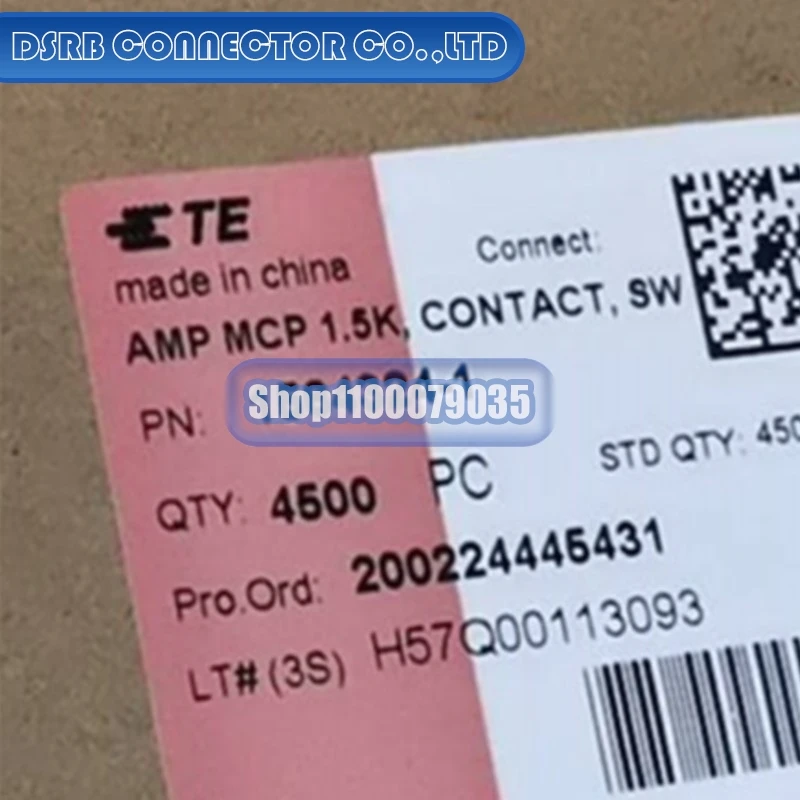 DSRB CONNECTOR CO.,LTD
TE
made in china
Connect:
AMP MCP 1.5K, CONTACT, SW
PN:
Shop1100079035
QTY: 4500 PC
STD QTY: 450
Pro.Ord: 200224445431
LT# (3S) H57Q00113093